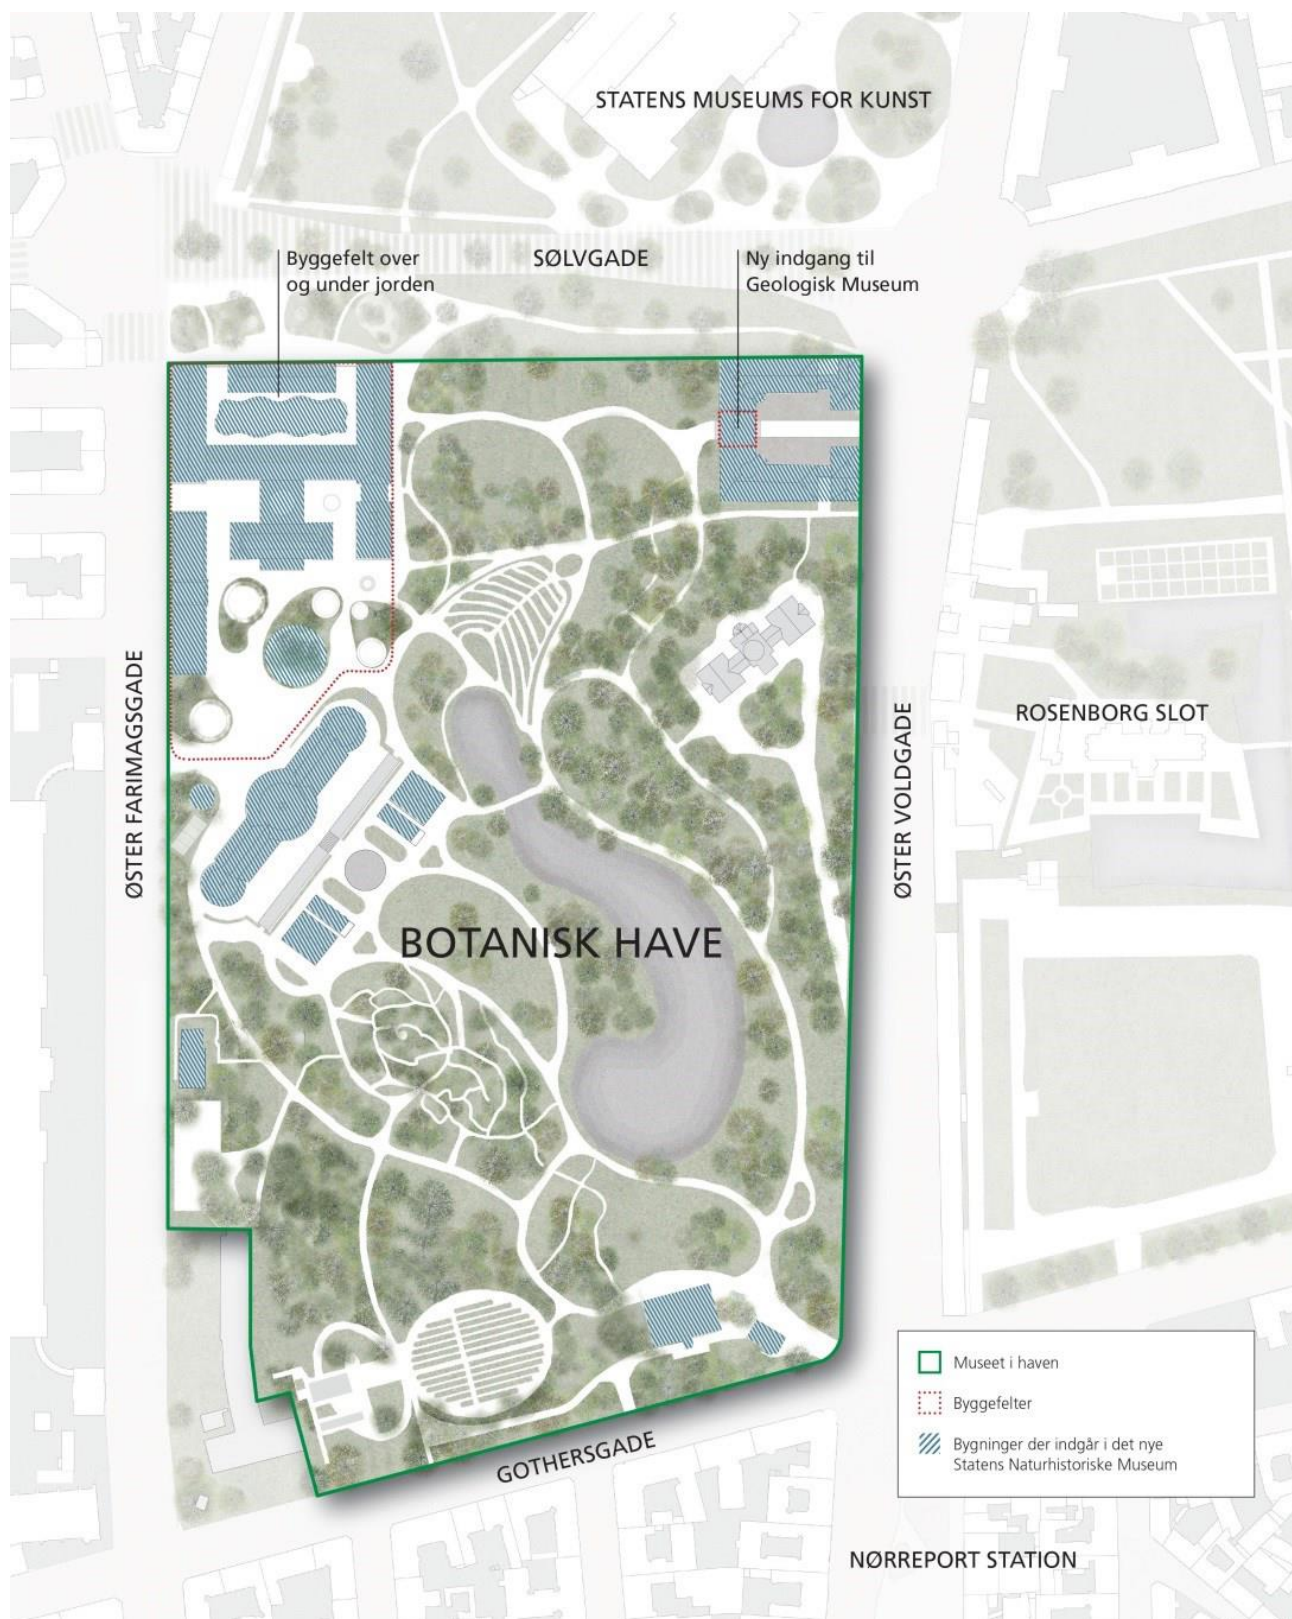 STATENS MUSEUMS FOR KUNST
Byggefelt over
og under jorden
SØLVGADE
Ny indgang til
Geologisk Museum
ØSTER FARIMAGSGADE
ØSTER VOLDGADE
ROSENBORG SLOT
BOTANISK HAVE
GOTHERSGADE
Museet i haven
Byggefelter
Bygninger der indgår i det nye
Statens Naturhistoriske Museum
NØRREPORT STATION